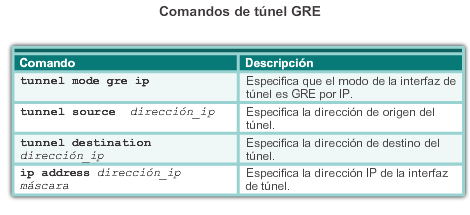 Comandos de túnel GRE
Comando Descripción
tunnel mode gre ip Especifica que el modo de la interfaz de
túnel es GRE por IP.
tunnel source dirección_ip Especifica la dirección de origen del
túnel.
tunnel destination Especifica la dirección de destino del
dirección_ip túnel.
ip address dirección_ip Especifica la dirección IP de la interfaz
máscara de túnel.